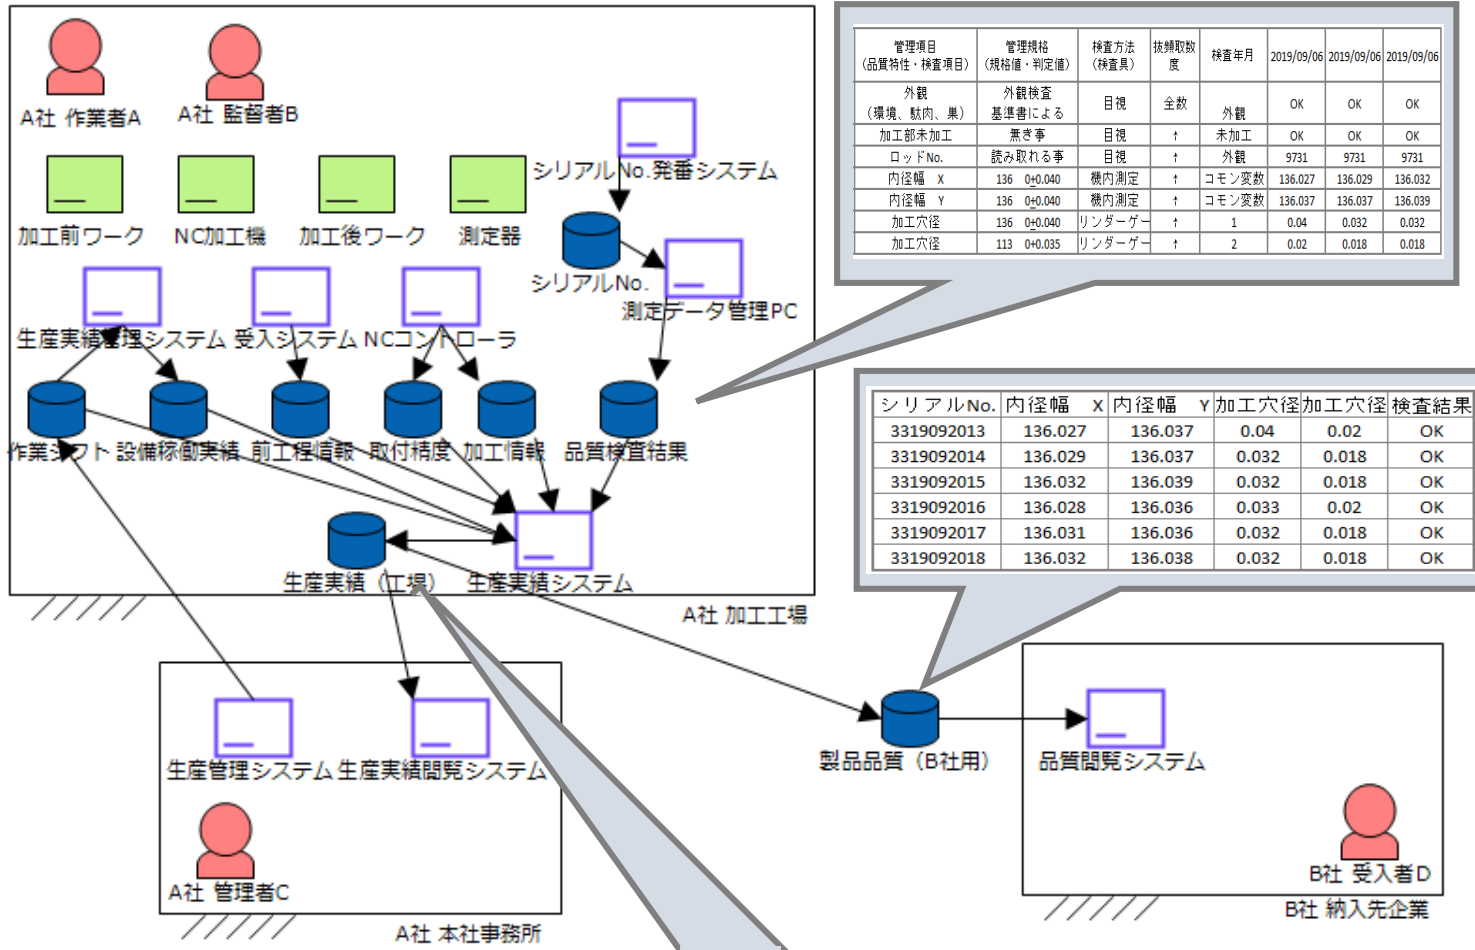 A社 作業者A
A社 監督者B
シリアルNo.発番システム
加工前ワーク
NC加工機
加工後ワーク
測定器
シリアルNo.
測定データ管理PC
生産実績管理システム
受入システム
NCコントローラ
作業シフト
設備稼働実績
前工程情報
取付精度
加工情報
品質検査結果
生産実績（工場）
生産実績システム
A社 加工工場
生産管理システム
生産実績閲覧システム
A社 管理者C
A社 本社事務所
製品品質（B社用）
品質閲覧システム
B社 受入者D
B社 納入先企業
管理項目 管理規格 検査方法 抜頻取数 検査年月 2019/09/06 2019/09/06 2019/09/06
（品質特性・検査項目） （規格値・判定値） （検査具） 度
外観 外観検査 目視 全数 外観 OK OK OK
（環境、駄肉、巣） 基準書による
加工部未加工 無き事 目視 ↑ 未加工 OK OK OK
ロッドNo. 読み取れる事 目視 ↑ 外観 9731 9731 9731
内径幅 X 136 0±0.040 機内測定 ↑ コモン変数 136.027 136.029 136.032
内径幅 Y 136 0±0.040 機内測定 ↑ コモン変数 136.037 136.037 136.039
加工穴径 136 0±0.040 リンダーゲー ↑ 1 0.04 0.032 0.032
加工穴径 113 0+0.035 リンダーゲー ↑ 2 0.02 0.018 0.018
シリアルNo. 内径幅 X 内径幅 Y 加工穴径 加工穴径 検査結果
3319092013 136.027 136.037 0.04 0.02 OK
3319092014 136.029 136.037 0.032 0.018 OK
3319092015 136.032 136.039 0.032 0.018 OK
3319092016 136.028 136.036 0.033 0.02 OK
3319092017 136.031 136.036 0.032 0.018 OK
3319092018 136.032 136.038 0.032 0.018 OK